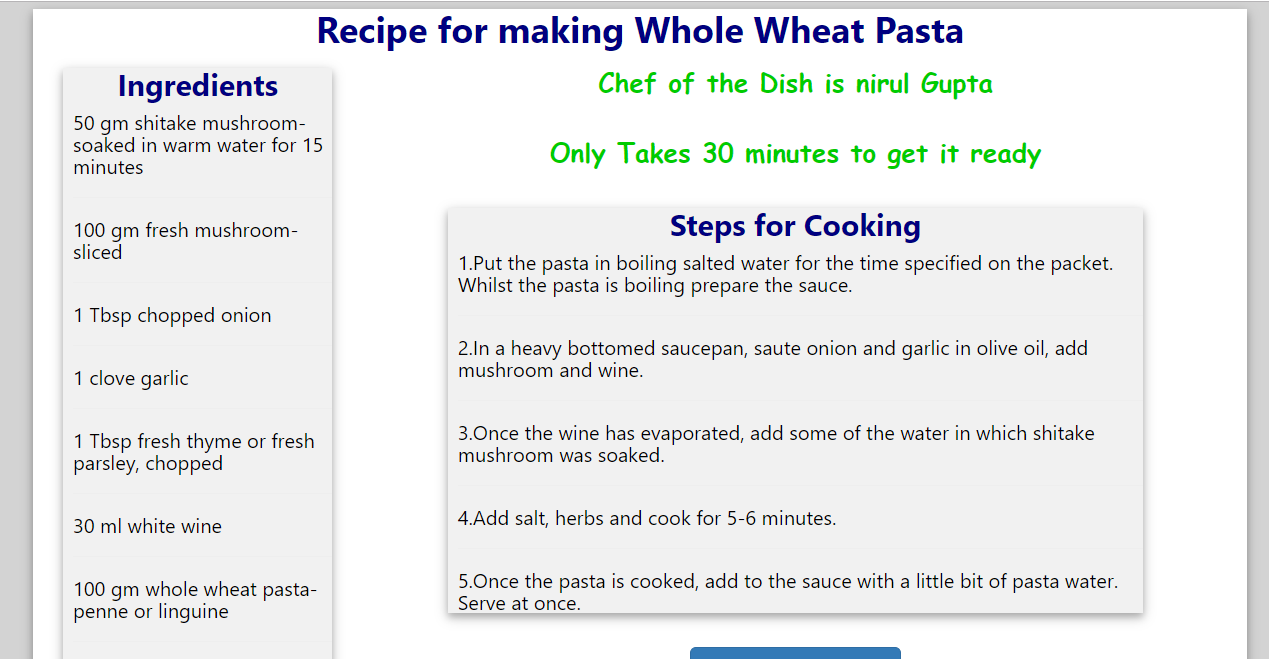 Recipe for making Whole Wheat Pasta
Ingredients
50 gm shitake mushroom-
soaked in warm water for 15
minutes
100 gm fresh mushroom-
sliced
1 Tbsp chopped onion
1 clove garlic
1 Tbsp fresh thyme or fresh
parsley, chopped
30 ml white wine
100 gm whole wheat pasta-
penne or linguine
Chef of the Dish is nirul Gupta
Only Takes 30 minutes to get it ready
Steps for Cooking
1.Put the pasta in boiling salted water for the time specified on the packet.
Whilst the pasta is boiling prepare the sauce.
2.In a heavy bottomed saucepan, saute onion and garlic in olive oil, add
mushroom and wine.
3.Once the wine has evaporated, add some of the water in which shitake
mushroom was soaked.
4.Add salt, herbs and cook for 5-6 minutes.
5.Once the pasta is cooked, add to the sauce with a little bit of pasta water.
Serve at once.